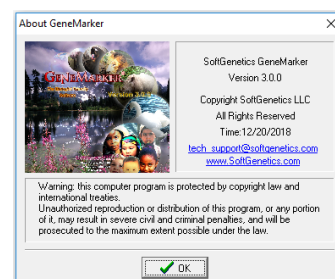 About GeneMarker
GENEMARKER
SoftGenetics GeneMarker
Version 3.0.0
Copyright SoftGenetics LLC
All Rights Reserved
Time:12/20/2018
tech_support@softgenetics.com
www.SoftGenetics.com
Warning: this computer program is protected by copyright law and
international treaties.
Unauthorized reproduction or distribution of this program, or any portion
of it, may result in severe civil and criminal penalties, and will be
prosecuted to the maximum extent possible under the law.
OK